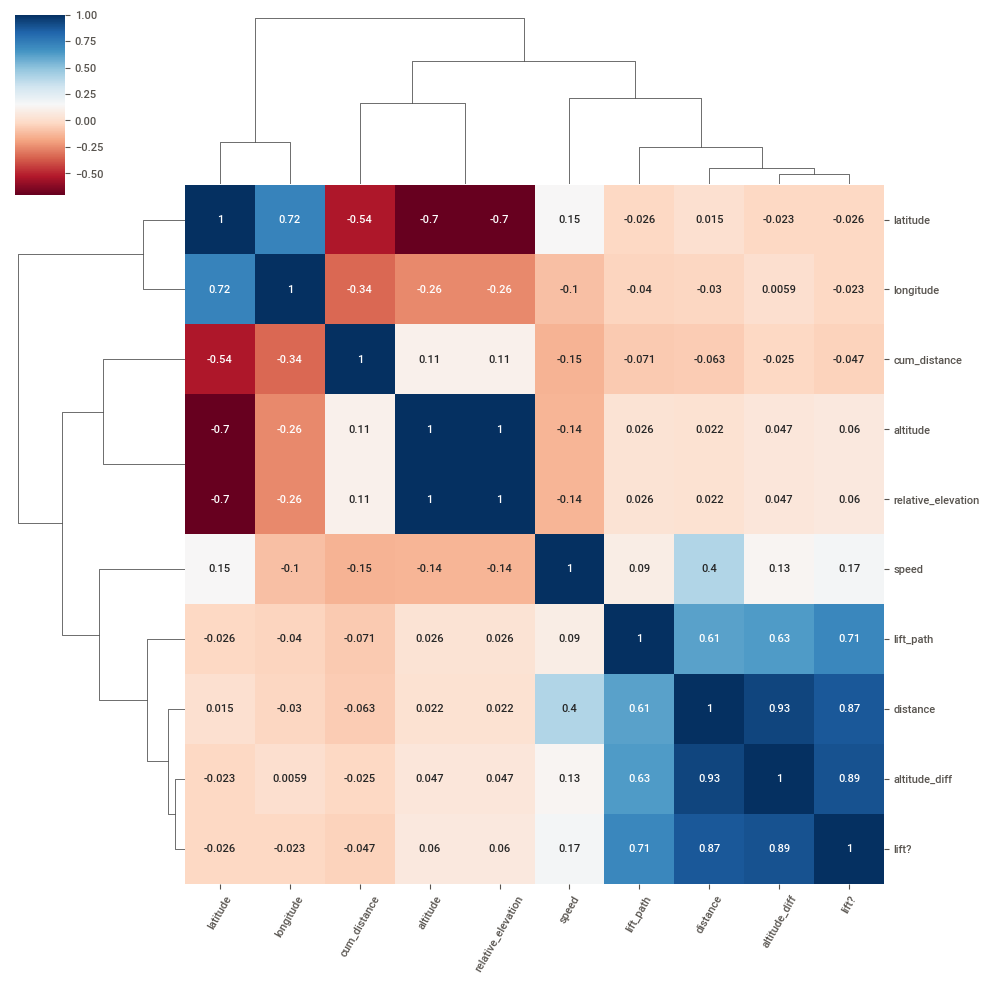 1.00
0.75
0.50
0.25
0.00
−0.25
−0.50
1 0.72 -0.54 -0.7 -0.7 0.15 -0.026 0.015 -0.023 -0.026 latitude
0.72 1 -0.34 -0.26 -0.26 -0.1 -0.04 -0.03 0.0059 -0.023 longitude
-0.54 -0.34 1 0.11 0.11 -0.15 -0.071 -0.063 -0.025 -0.047 cum_distance
-0.7 -0.26 0.11 1 1 -0.14 0.026 0.022 0.047 0.06 altitude
-0.7 -0.26 0.11 1 1 -0.14 0.026 0.022 0.047 0.06 relative_elevation
0.15 -0.1 -0.15 -0.14 -0.14 1 0.09 0.4 0.13 0.17 speed
-0.026 -0.04 -0.071 0.026 0.026 0.09 1 0.61 0.63 0.71 lift_path
0.015 -0.03 -0.063 0.022 0.022 0.4 0.61 1 0.93 0.87 distance
-0.023 0.0059 -0.025 0.047 0.047 0.13 0.63 0.93 1 0.89 altitude_diff
-0.026 -0.023 -0.047 0.06 0.06 0.17 0.71 0.87 0.89 1 lift?
latitude longitude cum_distance altitude relative_elevation speed lift_path distance altitude_diff lift?